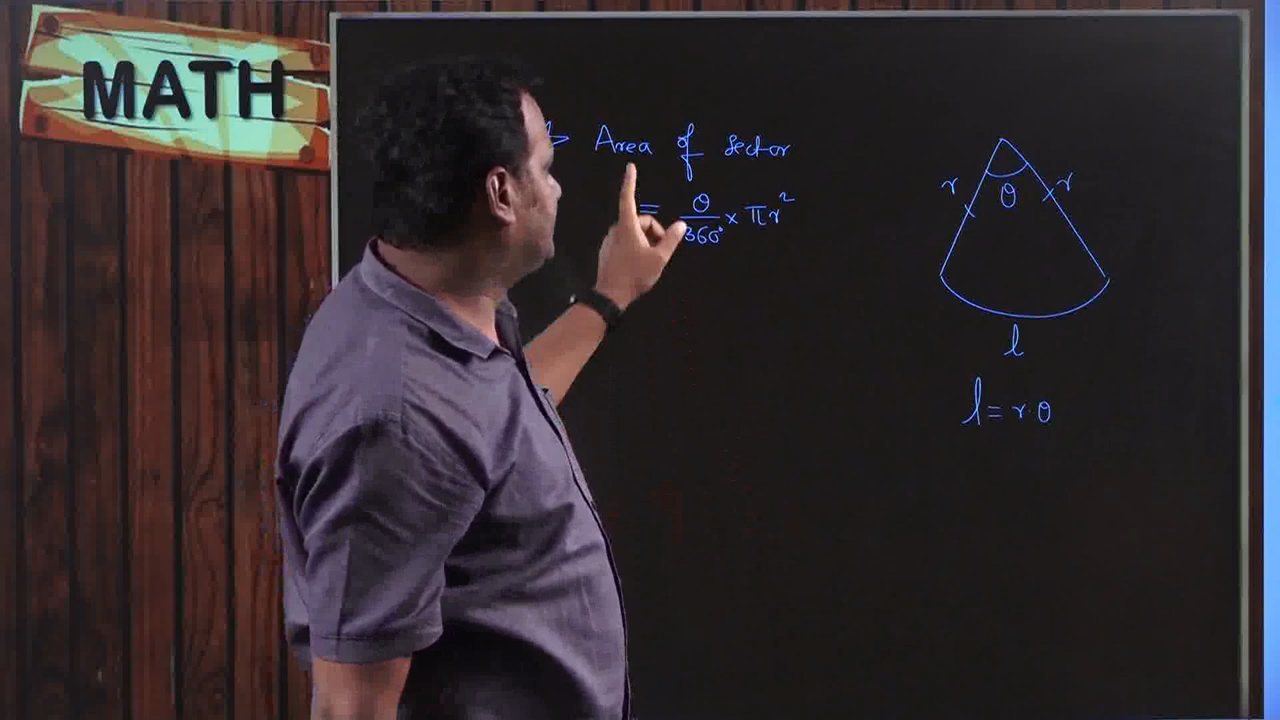 MATH
Area of sector
= θ/360° × πr²
r θ r
l
l = r·θ